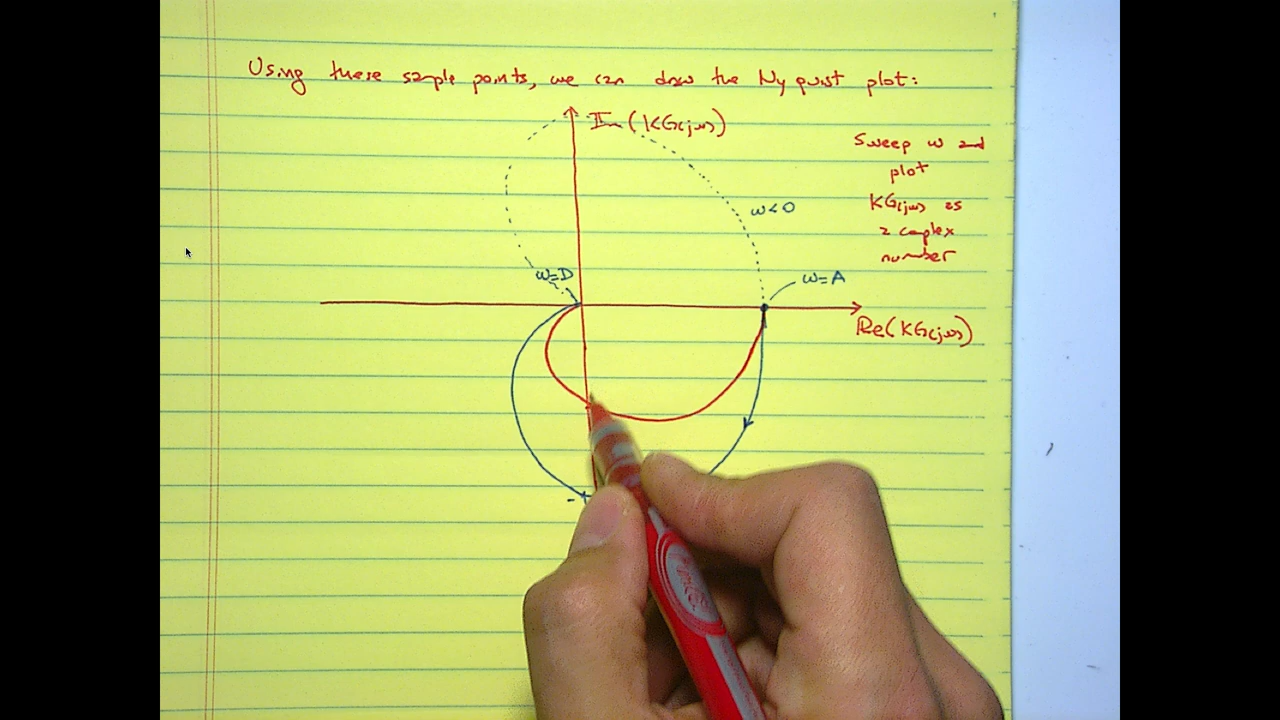 Using these sample points, we can draw the Nyquist plot:
Im(KG(jω))
Sweep ω and
plot
KG(jω) as
a complex
number
ω<0
ω=D
ω=A
Re(KG(jω))